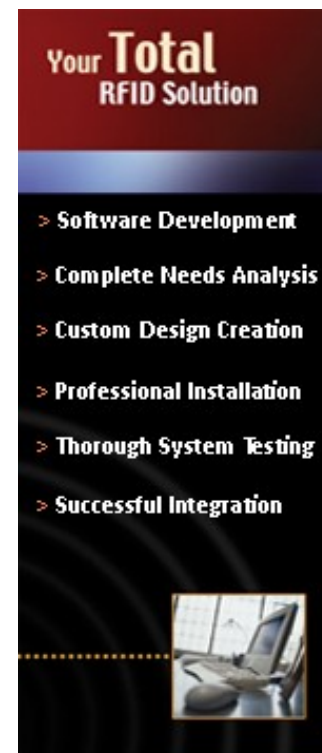 Your Total
RFID Solution
> Software Development
> Complete Needs Analysis
> Custom Design Creation
> Professional Installation
> Thorough System Testing
> Successful Integration